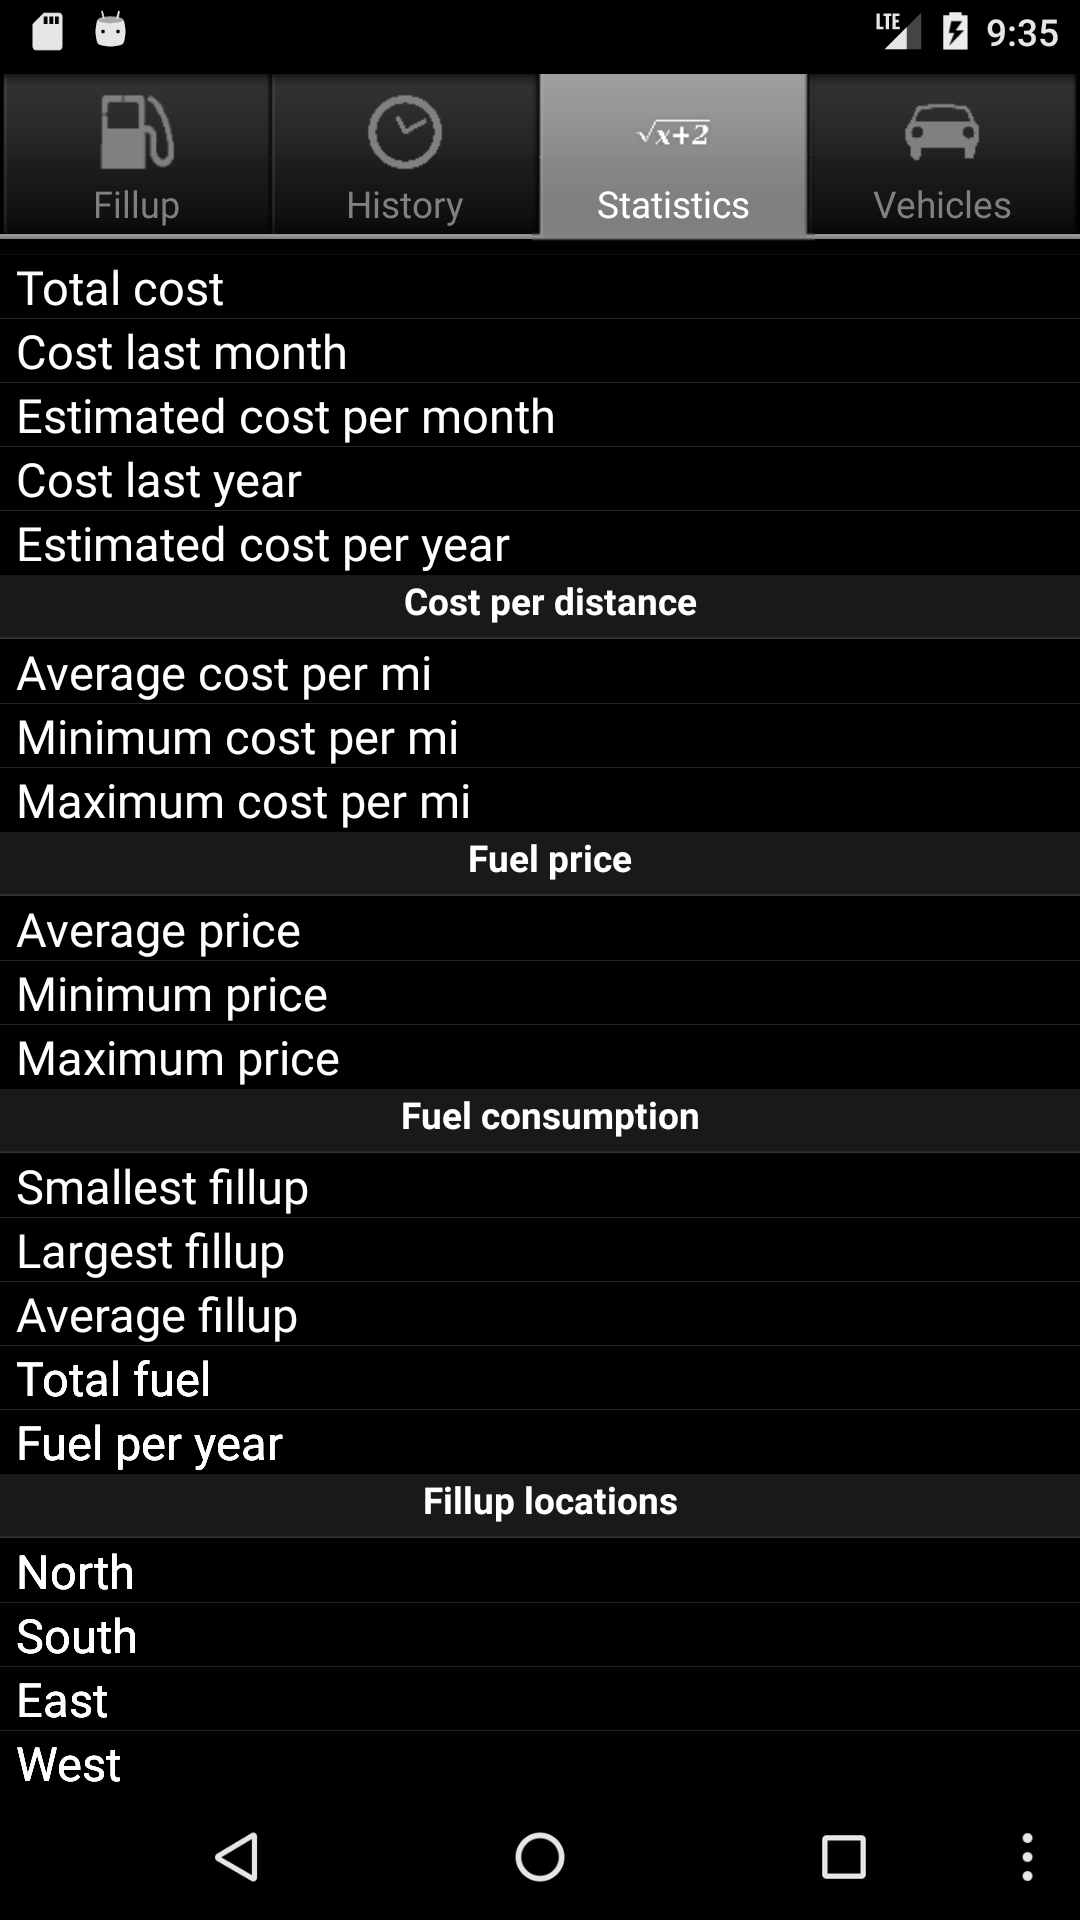 LTE 9:35
√x+2
Fillup History Statistics Vehicles
Total cost
Cost last month
Estimated cost per month
Cost last year
Estimated cost per year
Cost per distance
Average cost per mi
Minimum cost per mi
Maximum cost per mi
Fuel price
Average price
Minimum price
Maximum price
Fuel consumption
Smallest fillup
Largest fillup
Average fillup
Total fuel
Fuel per year
Fillup locations
North
South
East
West